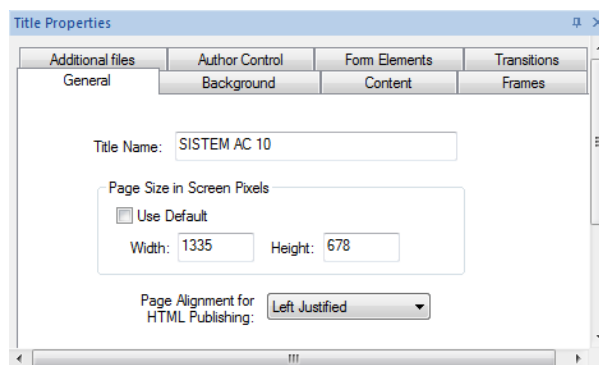 Title Properties
Additional files Author Control Form Elements Transitions
General Background Content Frames
Title Name: SISTEM AC 10
Page Size in Screen Pixels
Use Default
Width: 1335 Height: 678
Page Alignment for
HTML Publishing: Left Justified